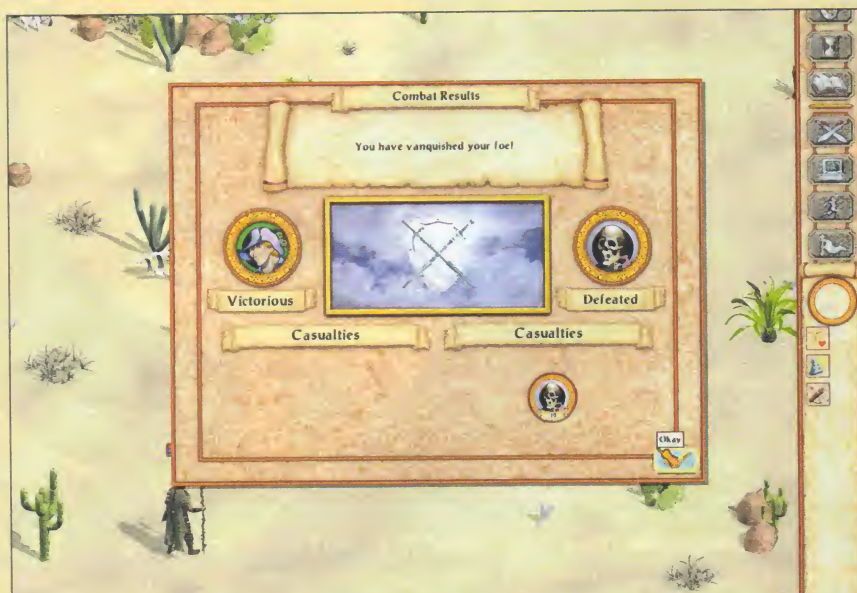 Combat Results
You have vanquished your foe!
Victorious
Defeated
Casualties
Casualties
Okay